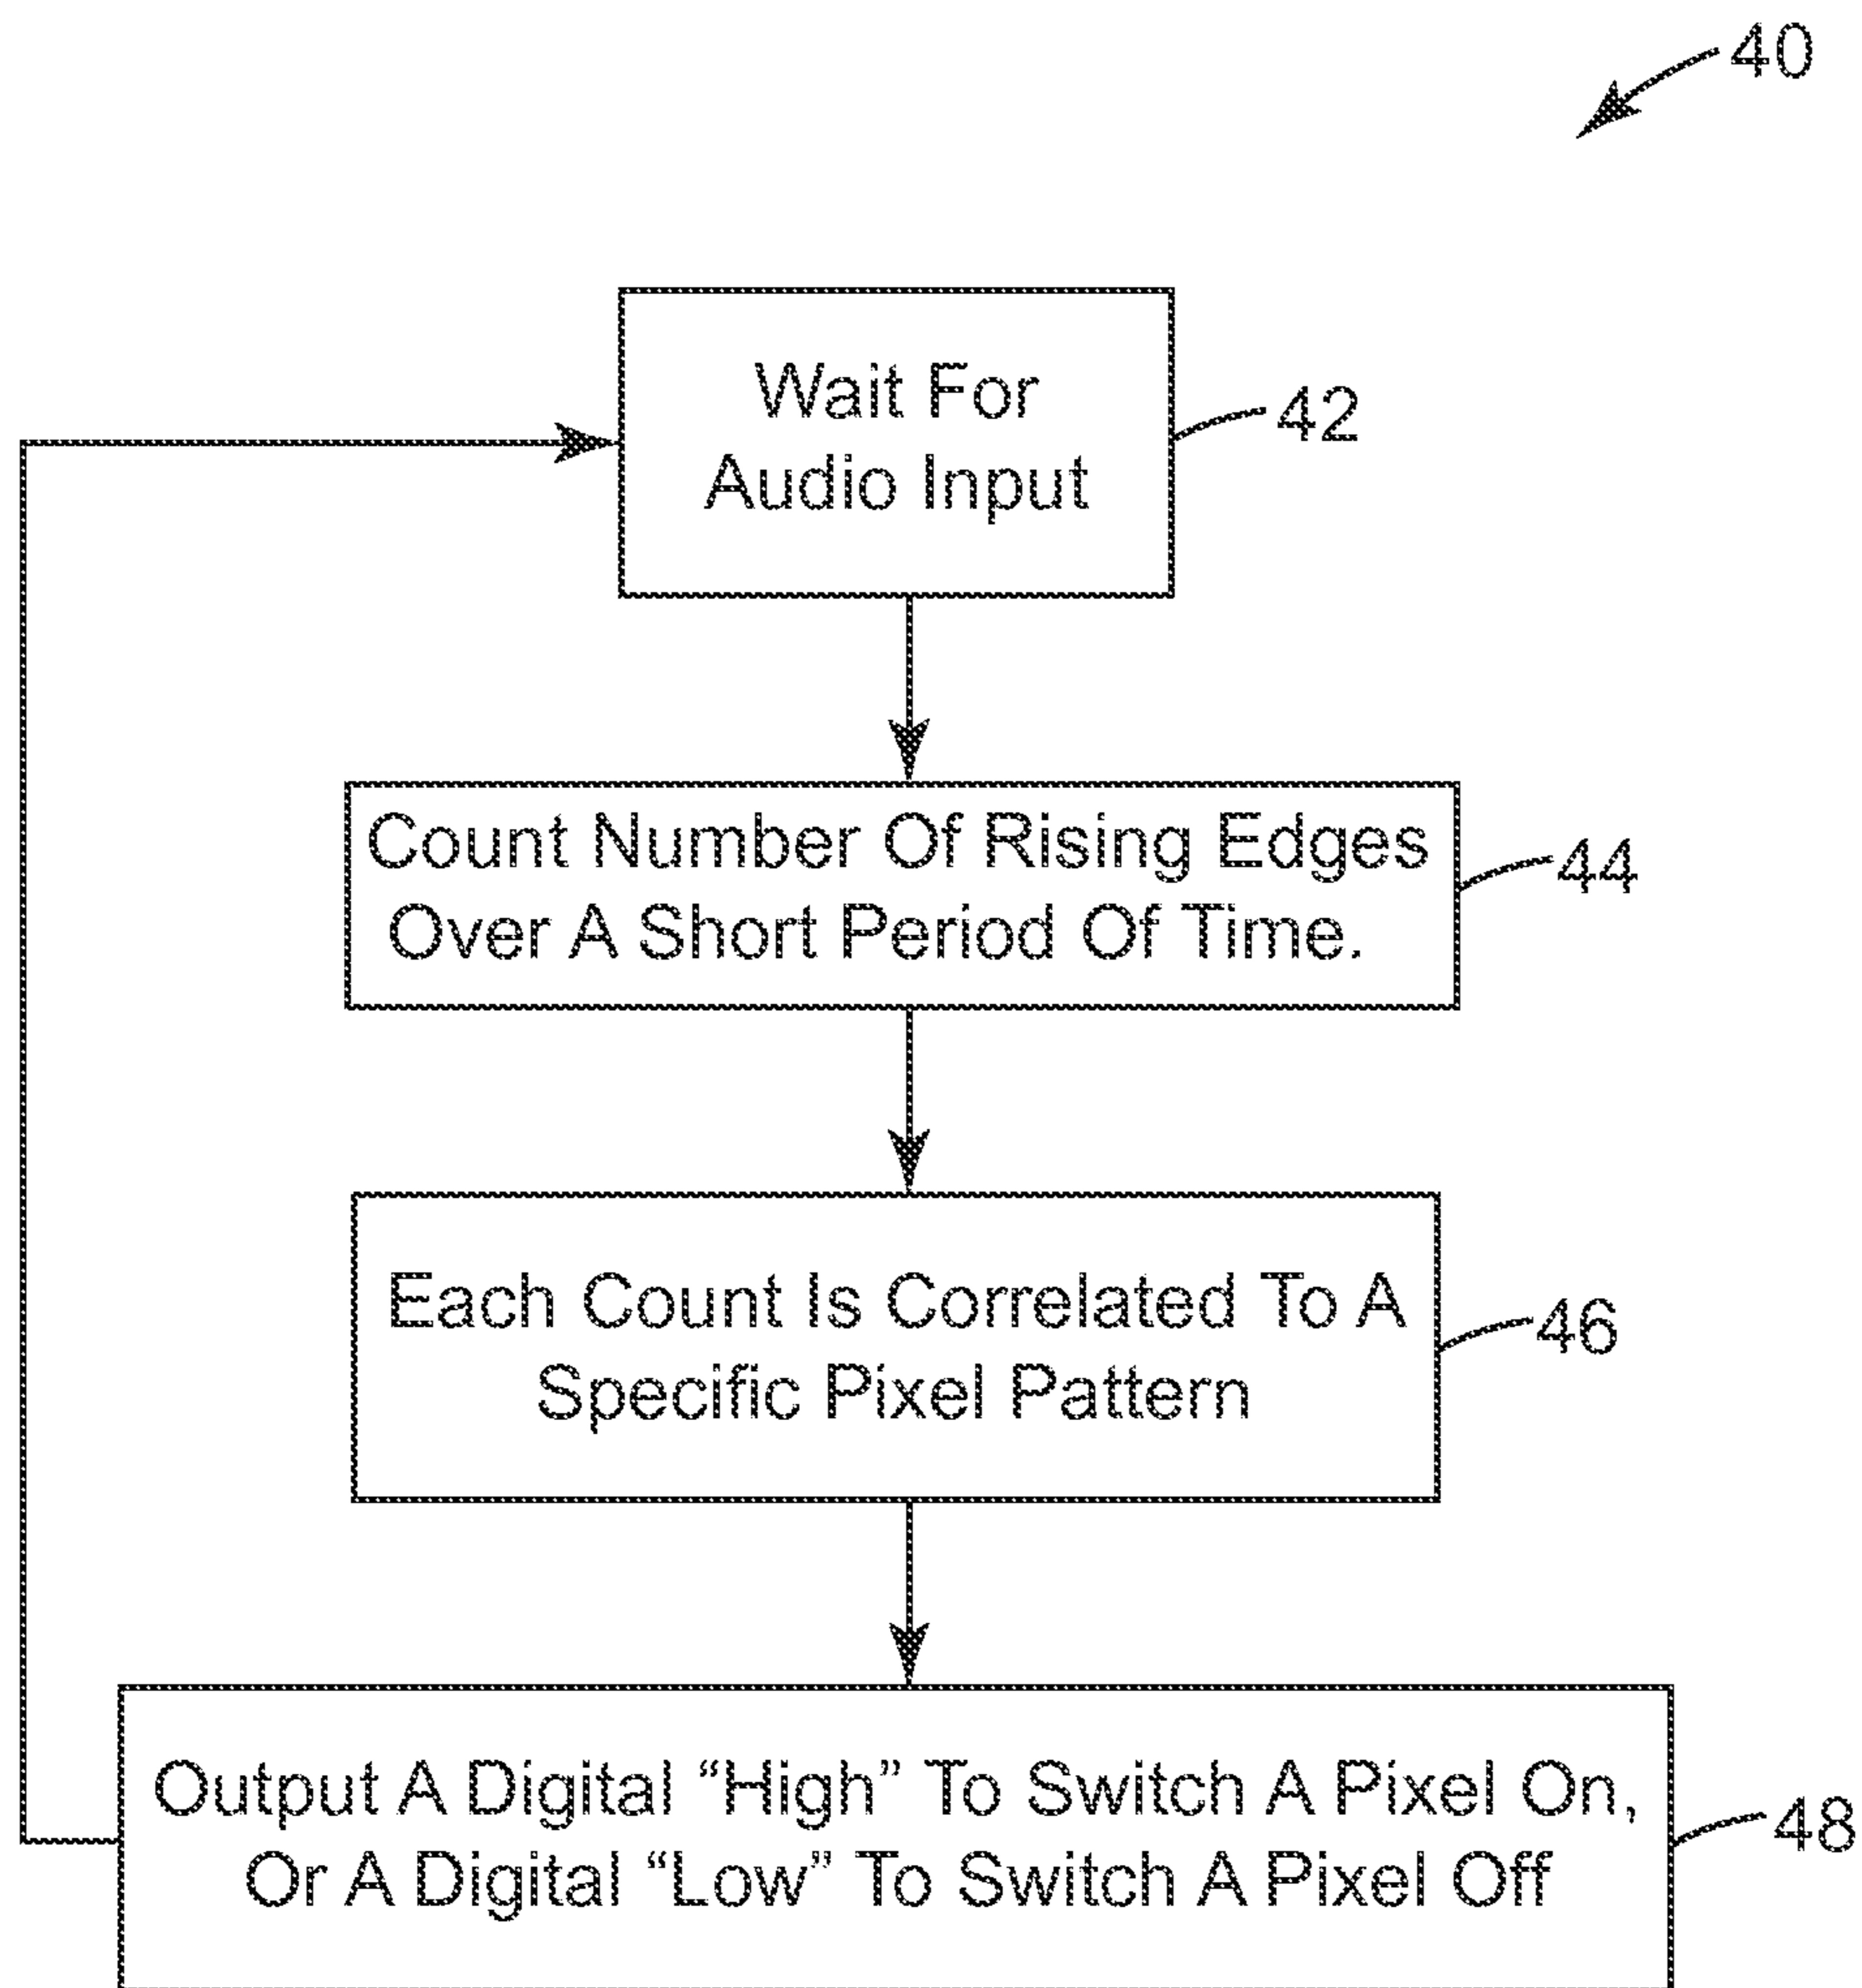 40
Wait For
Audio Input
42
Count Number Of Rising Edges
Over A Short Period Of Time.
44
Each Count Is Correlated To A
Specific Pixel Pattern
46
Output A Digital “High” To Switch A Pixel On,
Or A Digital “Low” To Switch A Pixel Off
48